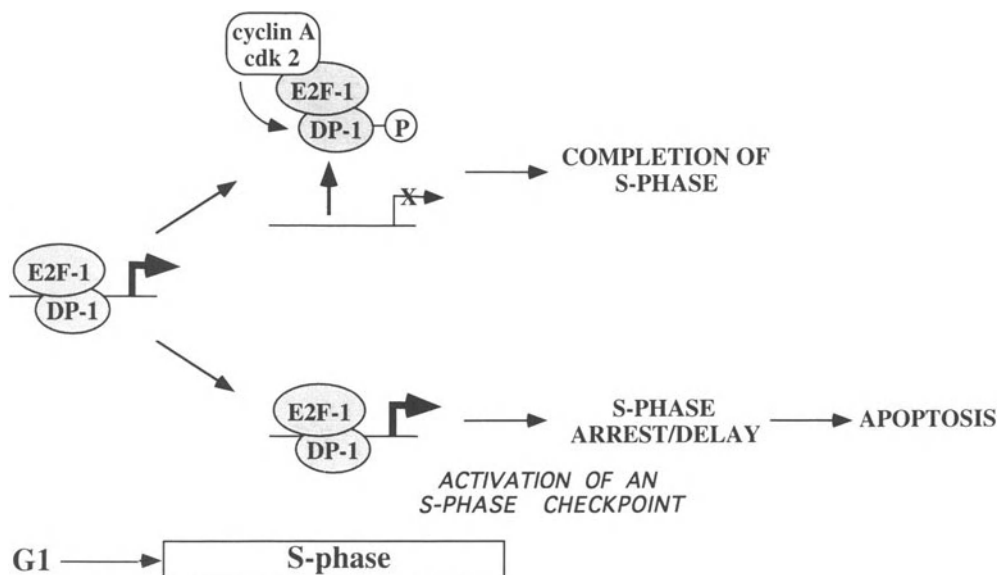 cyclin A
cdk 2
E2F-1
DP-1
P
X
COMPLETION OF
S-PHASE
E2F-1
DP-1
E2F-1
DP-1
S-PHASE
ARREST/DELAY
APOPTOSIS
ACTIVATION OF AN
S-PHASE CHECKPOINT
G1
S-phase